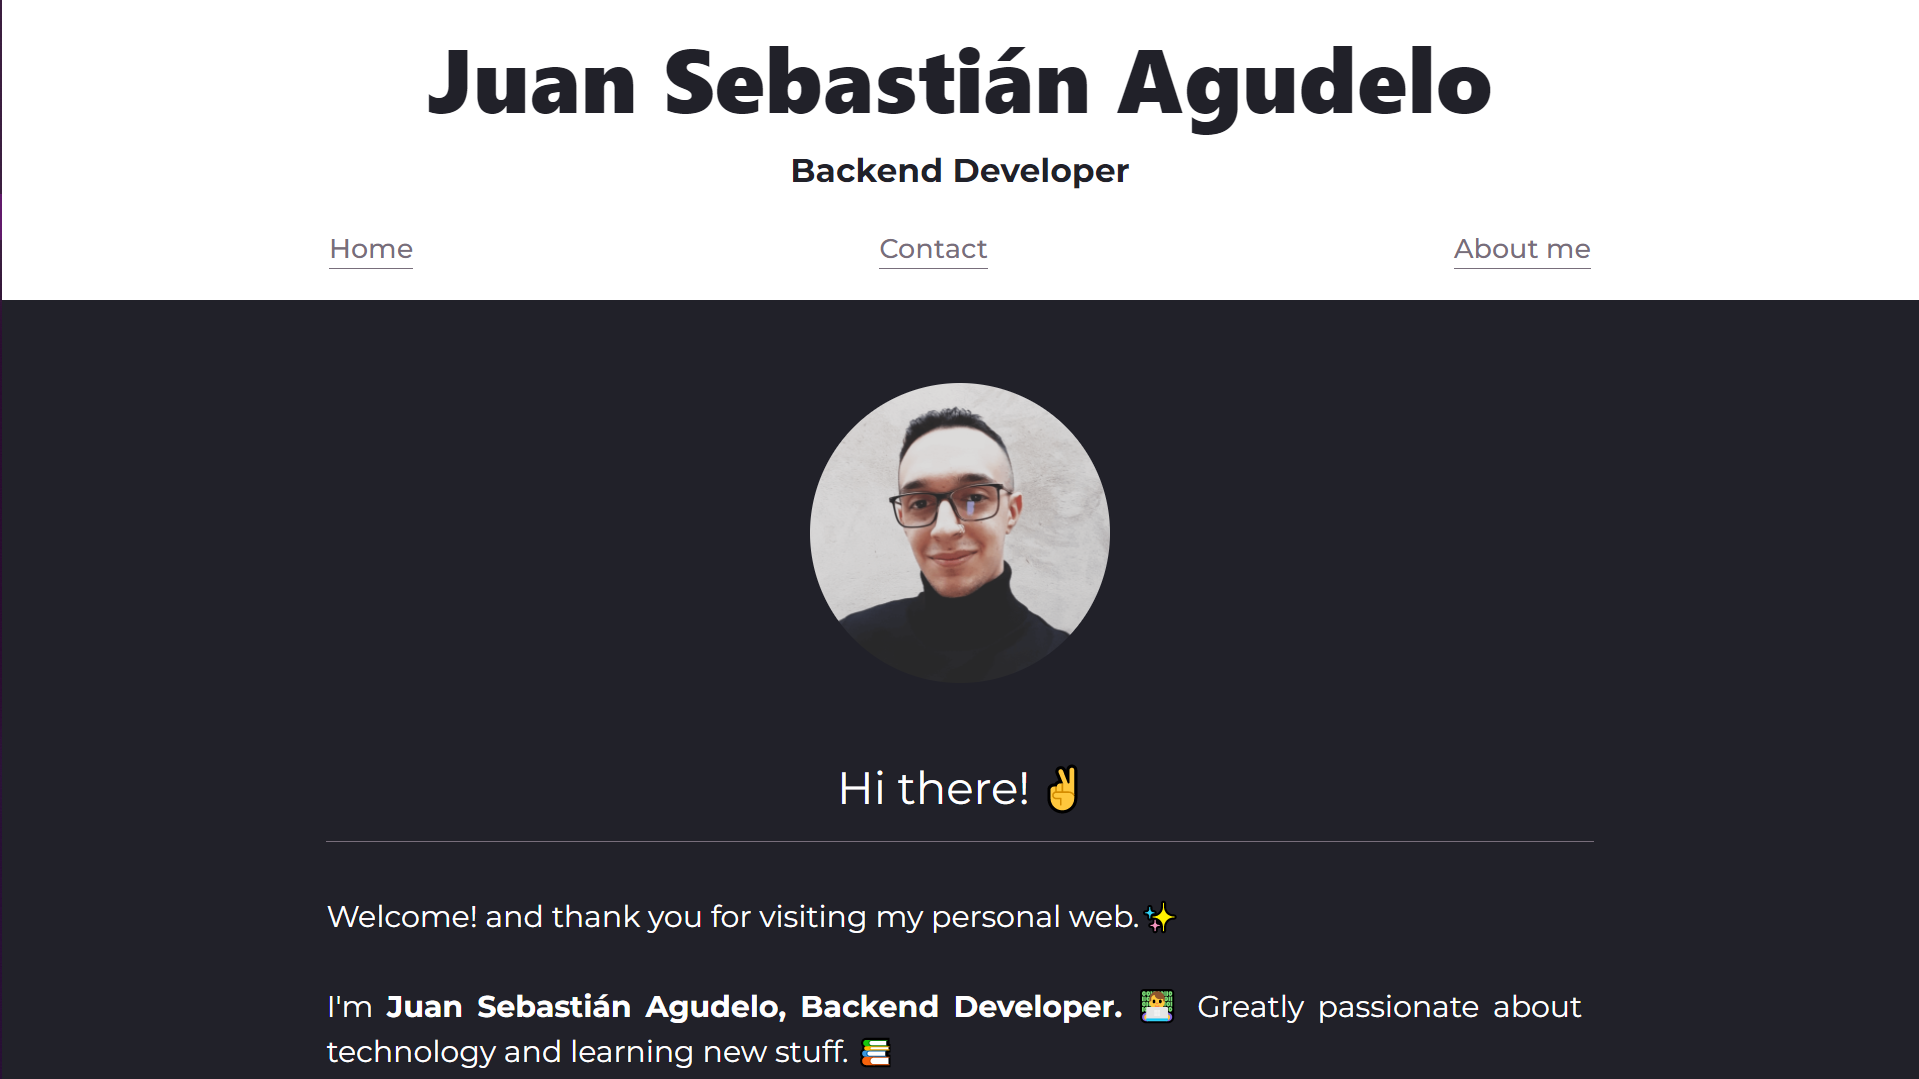 Juan Sebastián Agudelo
Backend Developer
Home Contact About me
Hi there! ✌️
Welcome! and thank you for visiting my personal web.✨
I'm Juan Sebastián Agudelo, Backend Developer. 👨‍💻 Greatly passionate about
technology and learning new stuff. 📚